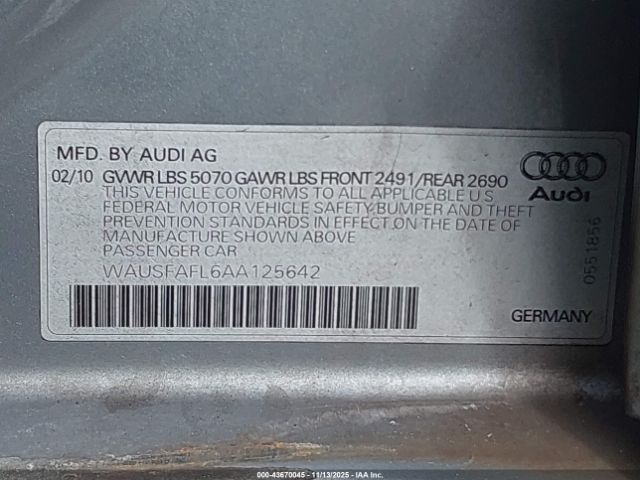 MFD. BY AUDI AG
02/10 GVWR LBS 5070 GAWR LBS FRONT 2491/REAR 2690
THIS VEHICLE CONFORMS TO ALL APPLICABLE U S
FEDERAL MOTOR VEHICLE SAFETY,BUMPER AND THEFT
PREVENTION STANDARDS IN EFFECT ON THE DATE OF
MANUFACTURE SHOWN ABOVE
PASSENGER CAR
WAUSFAFL6AA125642
Audi
0551856
GERMANY
000-43670045 - 11/13/2025 - IAA Inc.